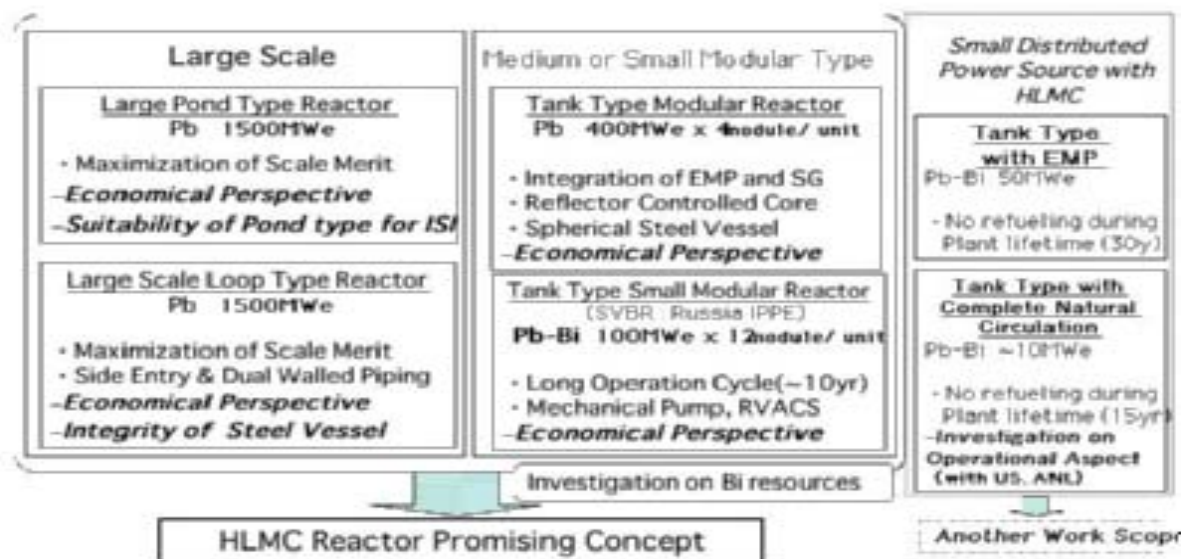 Large Scale
Large Pond Type Reactor
Pb 1500MWe
・Maximization of Scale Merit
-Economical Perspective
-Suitability of Pond type for ISI
Large Scale Loop Type Reactor
Pb 1500MWe
・Maximization of Scale Merit
・Side Entry & Dual Walled Piping
-Economical Perspective
-Integrity of Steel Vessel
Medium or Small Modular Type
Tank Type Modular Reactor
Pb 400MWe x 4module/ unit
・Integration of EMP and SG
・Reflector Controlled Core
・Spherical Steel Vessel
-Economical Perspective
Tank Type Small Modular Reactor
(SVBR : Russia IPPE)
Pb-Bi 100MWe x 12module/ unit
・Long Operation Cycle(~10yr)
・Mechanical Pump, RVACS
-Economical Perspective
Investigation on Bi resources
HLMC Reactor Promising Concept
Small Distributed
Power Source with
HLMC
Tank Type
with EMP
Pb-Bi 50MWe
・No refuelling during
Plant lifetime (30y)
Tank Type with
Complete Natural
Circulation
Pb-Bi ~10MWe
・No refuelling during
Plant lifetime (15yr)
-Investigation on
Operational Aspect
(with US. ANL)
Another Work Scope